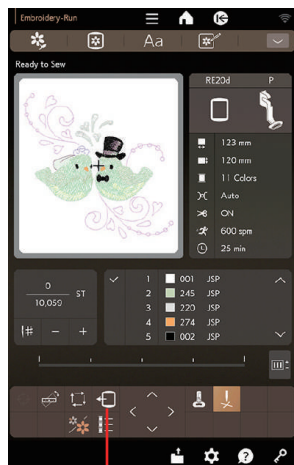 Embroidery-Run
Aa
Ready to Sew
RE20d P
123 mm
120 mm
11 Colors
Auto
ON
600 spm
25 min
0
10,059 ST
1 001 JSP
2 245 JSP
3 220 JSP
4 274 JSP
5 002 JSP